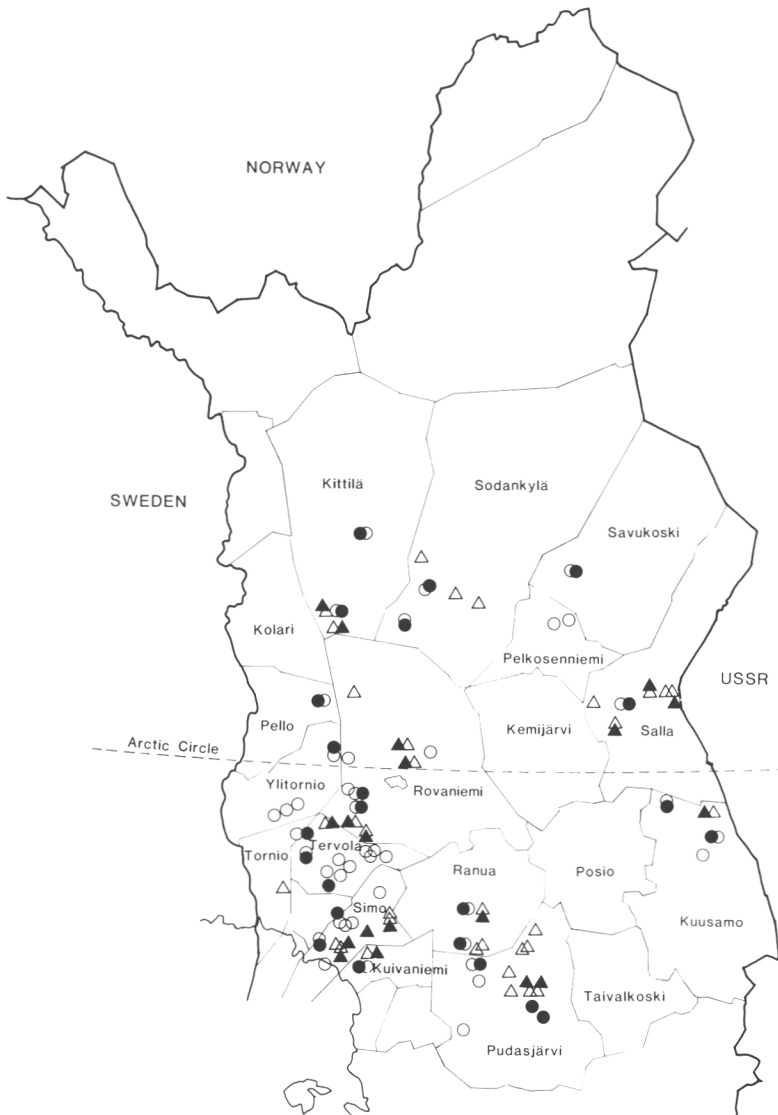 NORWAY
SWEDEN
Kittilä
Sodankylä
Savukoski
Kolari
Pelkosenniemi
USSR
Pello
Kemijärvi
Salla
Arctic Circle
Ylitornio
Rovaniemi
Tornio
Tervola
Ranua
Posio
Simo
Kuusamo
Kuivaniemi
Taivalkoski
Pudasjärvi